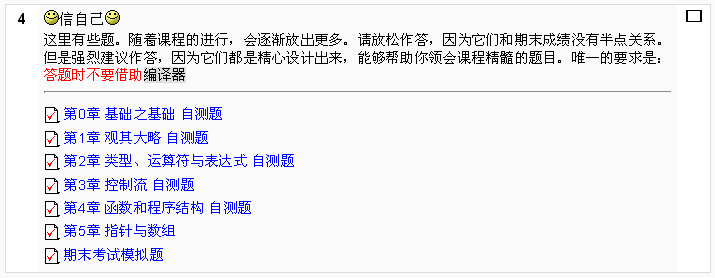 4 信自己
这里有些题。随着课程的进行，会逐渐放出更多。请放松作答，因为它们和期末成绩没有半点关系。
但是强烈建议作答，因为它们都是精心设计出来，能够帮助你领会课程精髓的题目。唯一的要求是：
答题时不要借助编译器
第0章 基础之基础 自测题
第1章 观其大略 自测题
第2章 类型、运算符与表达式 自测题
第3章 控制流 自测题
第4章 函数和程序结构 自测题
第5章 指针与数组
期末考试模拟题